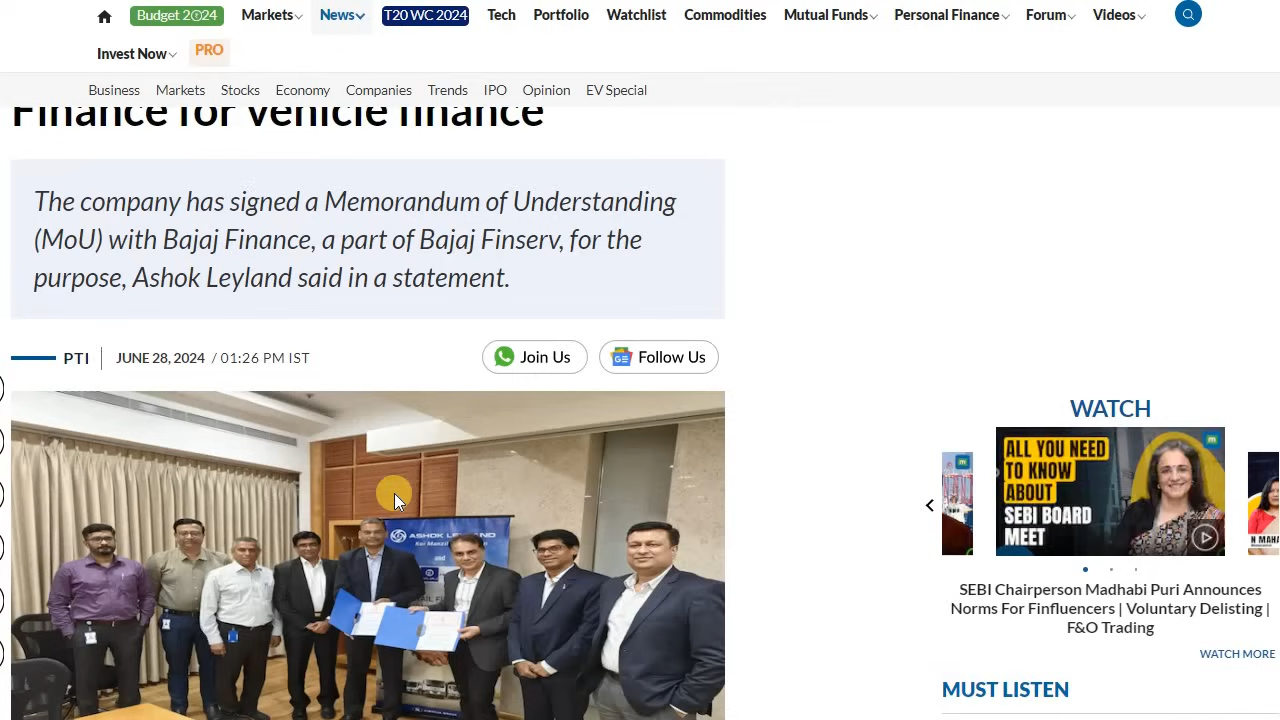 Budget 2024 Markets News T20 WC 2024 Tech Portfolio Watchlist Commodities Mutual Funds Personal Finance Forum Videos
Invest Now PRO
Business Markets Stocks Economy Companies Trends IPO Opinion EV Special
Finance for vehicle finance
The company has signed a Memorandum of Understanding
(MoU) with Bajaj Finance, a part of Bajaj Finserv, for the
purpose, Ashok Leyland said in a statement.
PTI JUNE 28, 2024 / 01:26 PM IST Join Us GE Follow Us
ASHOK LEYLAND
Koi Manzil
and
WATCH
ALL YOU NEED
TO KNOW
ABOUT
SEBI BOARD
MEET
m
m
N MAHA
SEBI Chairperson Madhabi Puri Announces
Norms For Finfluencers | Voluntary Delisting |
F&O Trading
WATCH MORE
MUST LISTEN